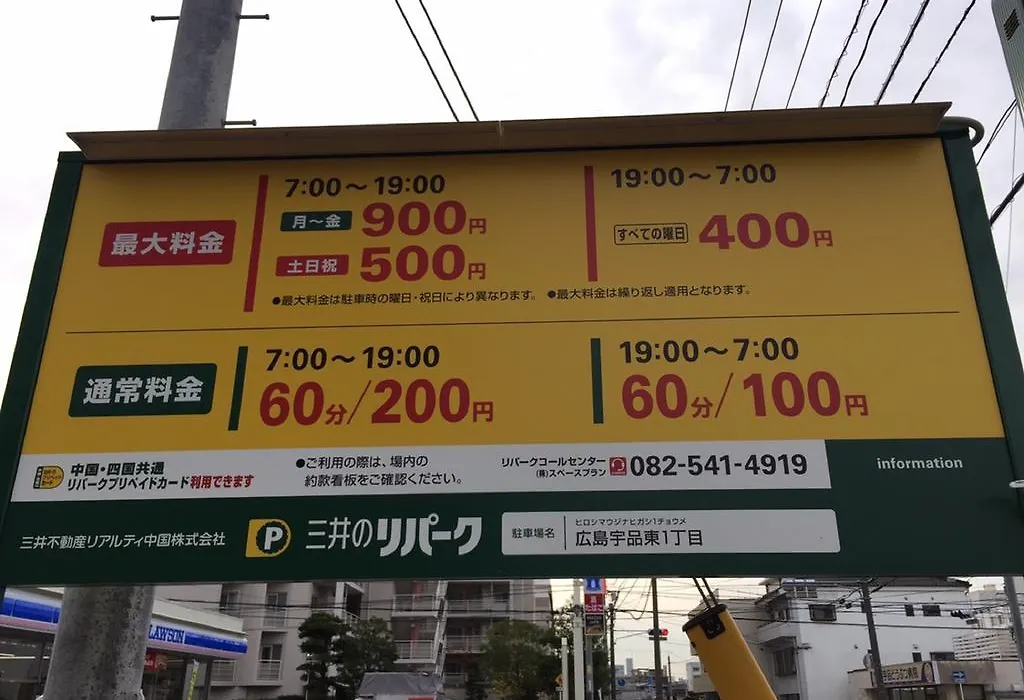 最大料金
7:00～19:00
月～金 900円
土日祝 500円
19:00～7:00
すべての曜日 400円
●最大料金は駐車時の曜日・祝日により異なります。 ●最大料金は繰り返し適用となります。
通常料金
7:00～19:00
60分/200円
19:00～7:00
60分/100円
中国・四国共通
リパークプリペイドカード利用できます
●ご利用の際は、場内の
約款看板をご確認ください。
リパークコールセンター
(株)スペースプラン
082-541-4919
information
三井不動産リアルティ中国株式会社
P 三井のリパーク
駐車場名
ヒロシマウジナヒガシ1チョウメ
広島宇品東1丁目
LAWSON